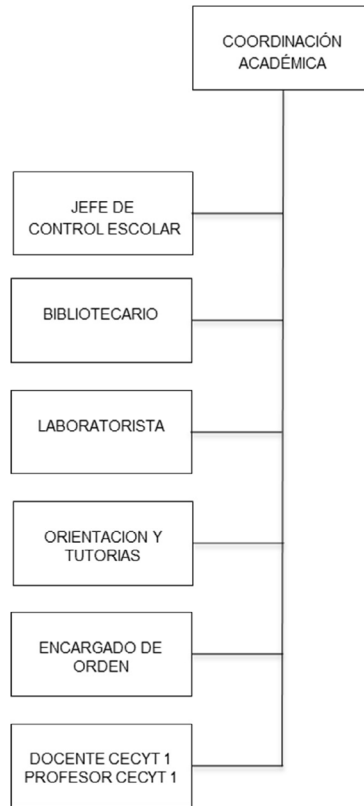 COORDINACIÓN
ACADÉMICA
JEFE DE
CONTROL ESCOLAR
BIBLIOTECARIO
LABORATORISTA
ORIENTACION Y
TUTORIAS
ENCARGADO DE
ORDEN
DOCENTE CECYT 1
PROFESOR CECYT 1